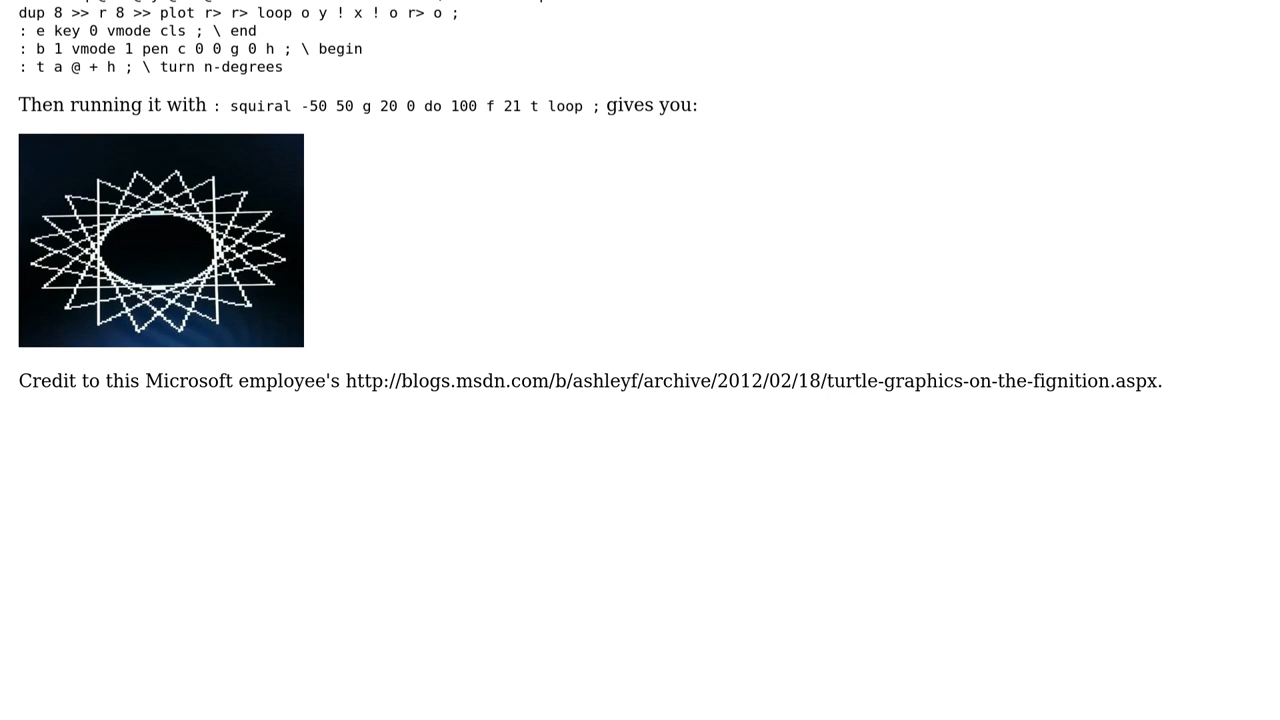 dup 8 >> r 8 >> plot r> r> loop o y ! x ! o r> o ;
: e key 0 vmode cls ; \ end
: b 1 vmode 1 pen c 0 0 g 0 h ; \ begin
: t a @ + h ; \ turn n-degrees
Then running it with : squiral -50 50 g 20 0 do 100 f 21 t loop ; gives you:
Credit to this Microsoft employee's http://blogs.msdn.com/b/ashleyf/archive/2012/02/18/turtle-graphics-on-the-fignition.aspx.